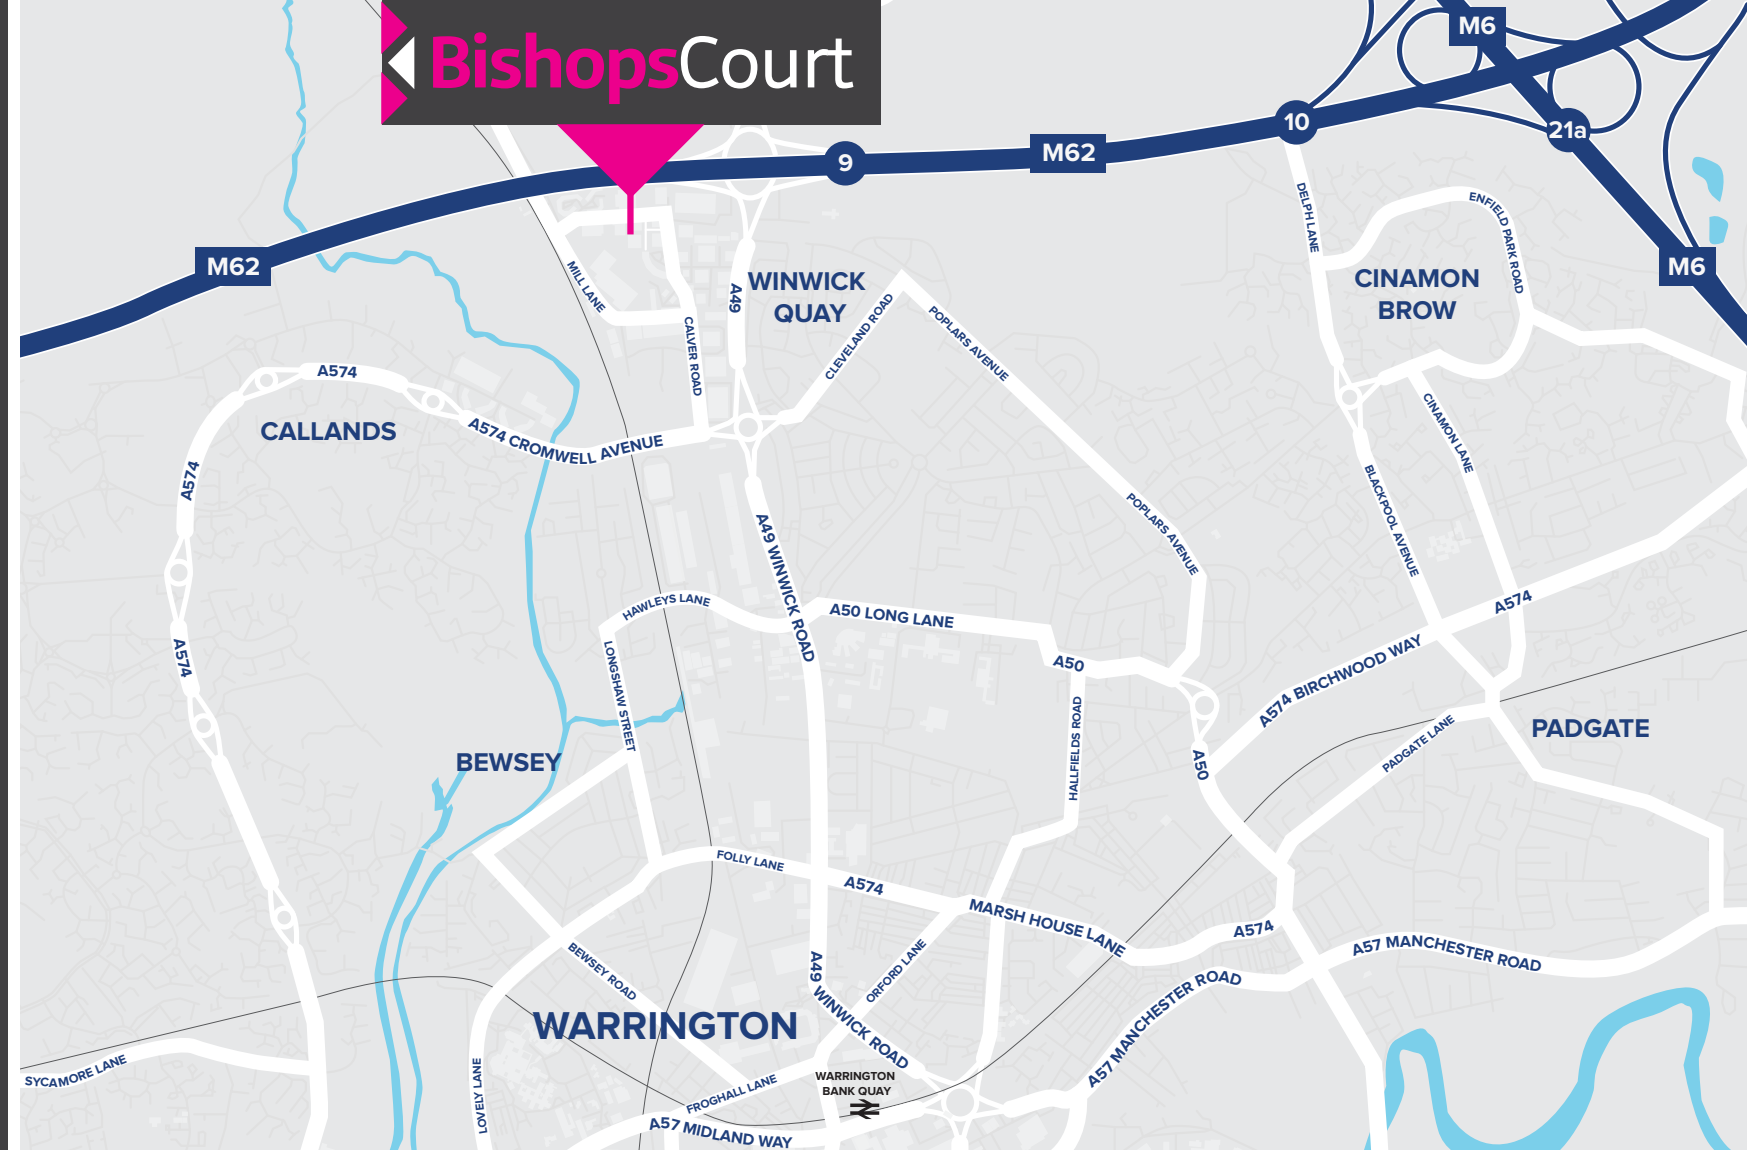 BishopsCourt
M6
10
21a
M62
9
DELPH LANE
ENFIELD PARK ROAD
M62
M6
MILL LANE
A49
WINWICK
QUAY
CINAMON
BROW
CLEVELAND ROAD
POPLARS AVENUE
CALVER ROAD
A574
CALLANDS
A574 CROMWELL AVENUE
CINAMON LANE
A574
BLACKPOOL AVENUE
POPLARS AVENUE
A49 WINWICK ROAD
HAWLEYS LANE
A50 LONG LANE
A574
A574
LONGSHAW STREET
A50
A574 BIRCHWOOD WAY
HALLFIELDS ROAD
PADGATE
PADGATE LANE
BEWSEY
A50
FOLLY LANE
A574
MARSH HOUSE LANE
A574
A57 MANCHESTER ROAD
BEWSEY ROAD
A49 WINWICK ROAD
ORFORD LANE
A57 MANCHESTER ROAD
WARRINGTON
SYCAMORE LANE
LOVELY LANE
FROGHALL LANE
WARRINGTON
BANK QUAY
A57 MIDLAND WAY